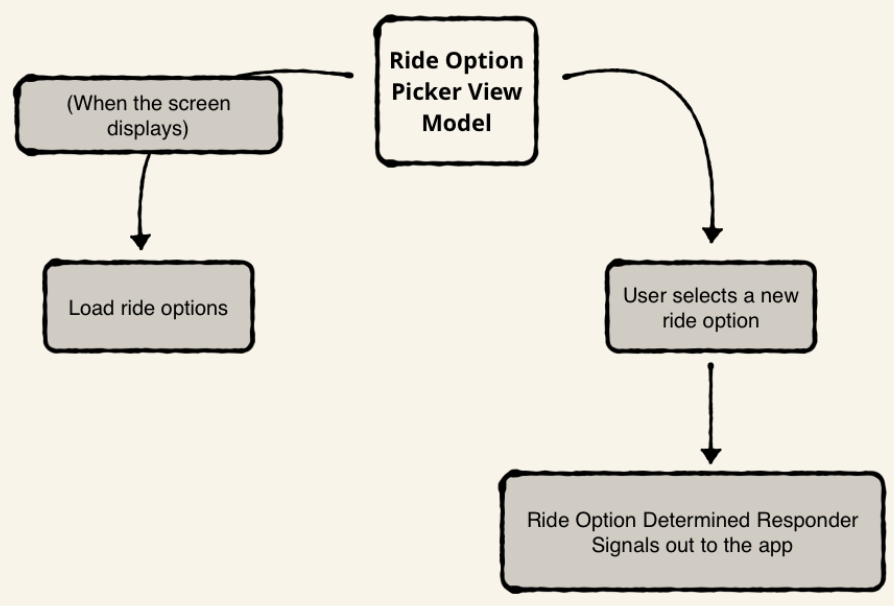 Ride Option
Picker View
Model
(When the screen
displays)
Load ride options
User selects a new
ride option
Ride Option Determined Responder
Signals out to the app